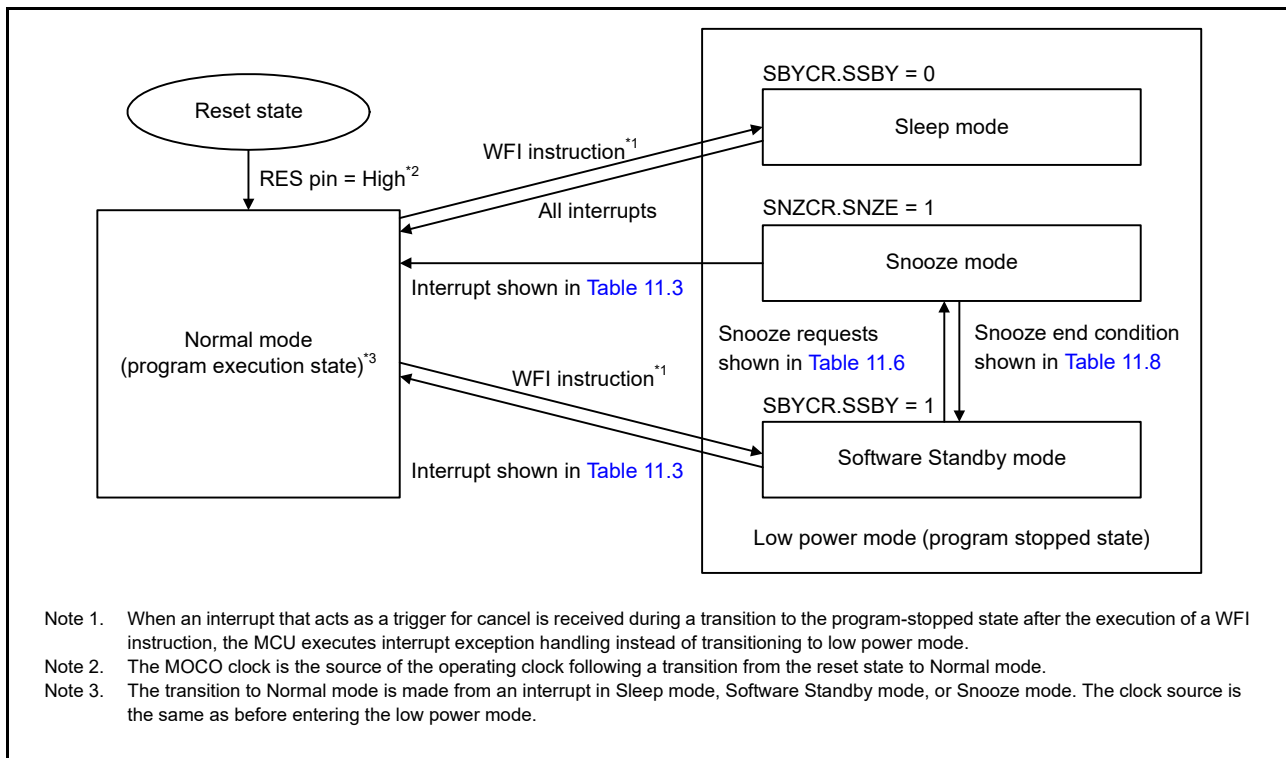 SBYCR.SSBY = 0
Reset state
Sleep mode
WFI instruction*1
RES pin = High*2
All interrupts
SNZCR.SNZE = 1
Snooze mode
Interrupt shown in Table 11.3
Normal mode
(program execution state)*3
Snooze requests
shown in Table 11.6
Snooze end condition
shown in Table 11.8
WFI instruction*1
SBYCR.SSBY = 1
Software Standby mode
Interrupt shown in Table 11.3
Low power mode (program stopped state)
Note 1. When an interrupt that acts as a trigger for cancel is received during a transition to the program-stopped state after the execution of a WFI
instruction, the MCU executes interrupt exception handling instead of transitioning to low power mode.
Note 2. The MOCO clock is the source of the operating clock following a transition from the reset state to Normal mode.
Note 3. The transition to Normal mode is made from an interrupt in Sleep mode, Software Standby mode, or Snooze mode. The clock source is
the same as before entering the low power mode.